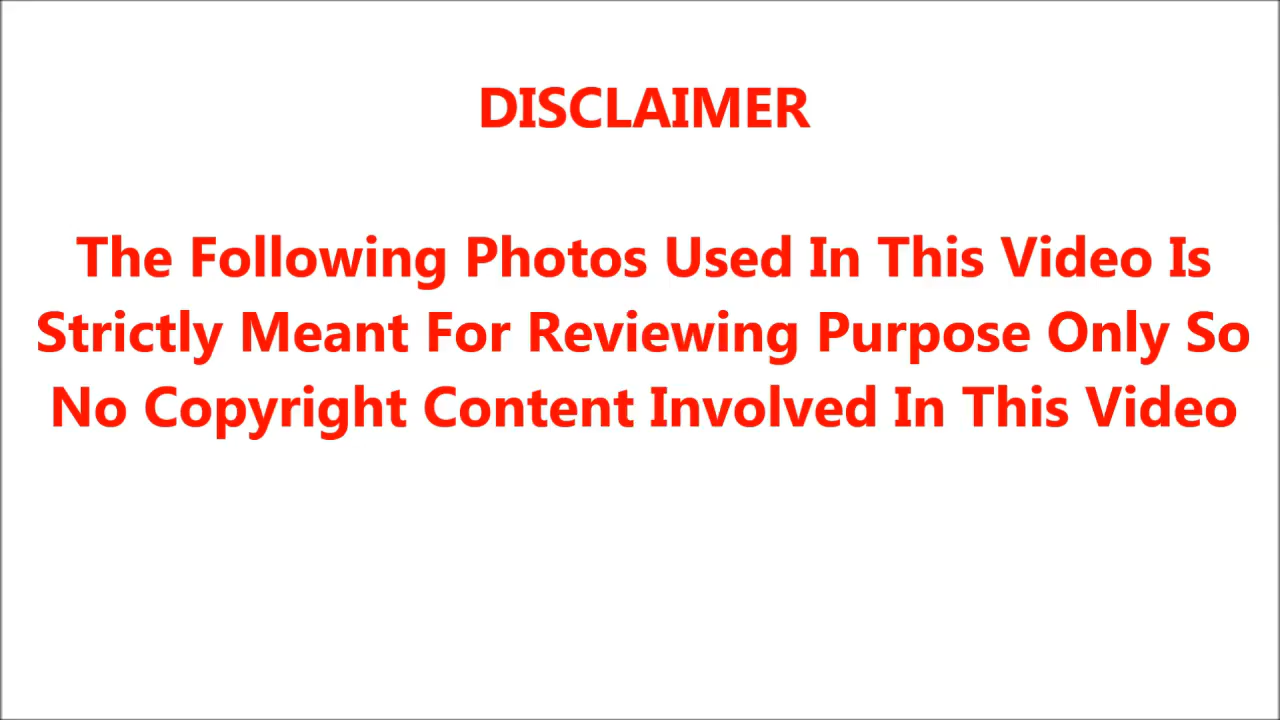 DISCLAIMER
The Following Photos Used In This Video Is
Strictly Meant For Reviewing Purpose Only So
No Copyright Content Involved In This Video